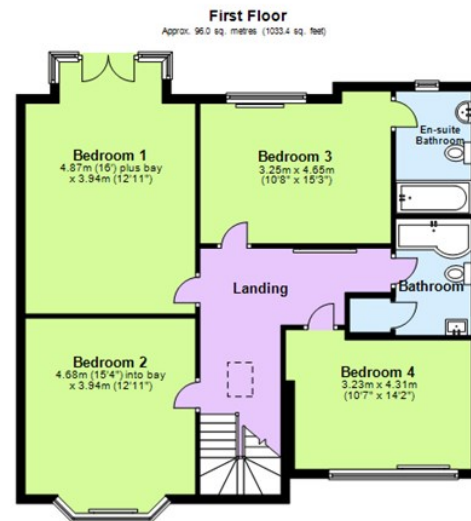 First Floor
Approx. 96.0 sq. metres (1033.4 sq. feet)
Bedroom 1
4.87m (16') plus bay
x 3.94m (12'11")
Bedroom 3
3.25m x 4.65m
(10'8" x 15'3")
En-suite
Bathroom
Landing
Bathroom
Bedroom 2
4.68m (15'4") into bay
x 3.94m (12'11")
Bedroom 4
3.23m x 4.31m
(10'7" x 14'2")